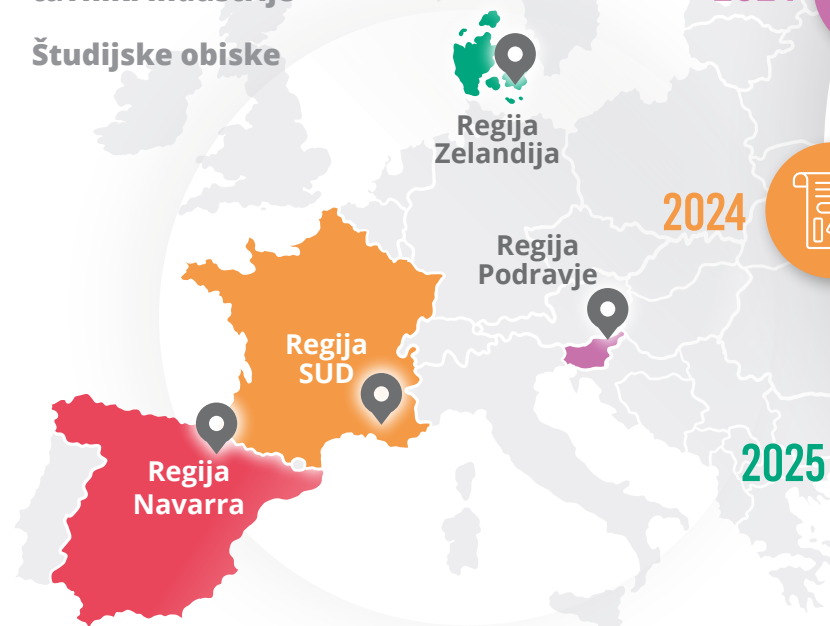 Študijske obiske
Regija
Zelandija
2024
Regija
Podravje
Regija
SUD
2025
Regija
Navarra